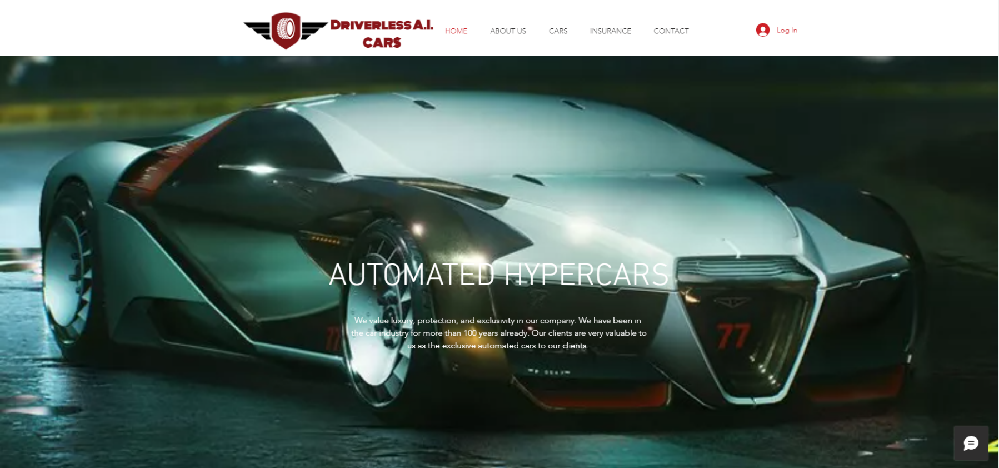 DRIVERLESS A.I.
CARS
HOME
ABOUT US
CARS
INSURANCE
CONTACT
Log In
AUTOMATED HYPERCARS
We value luxury, protection, and exclusivity in our company. We have been in
the car industry for more than 100 years already. Our clients are very valuable to
us as the exclusive automated cars to our clients.
77
77